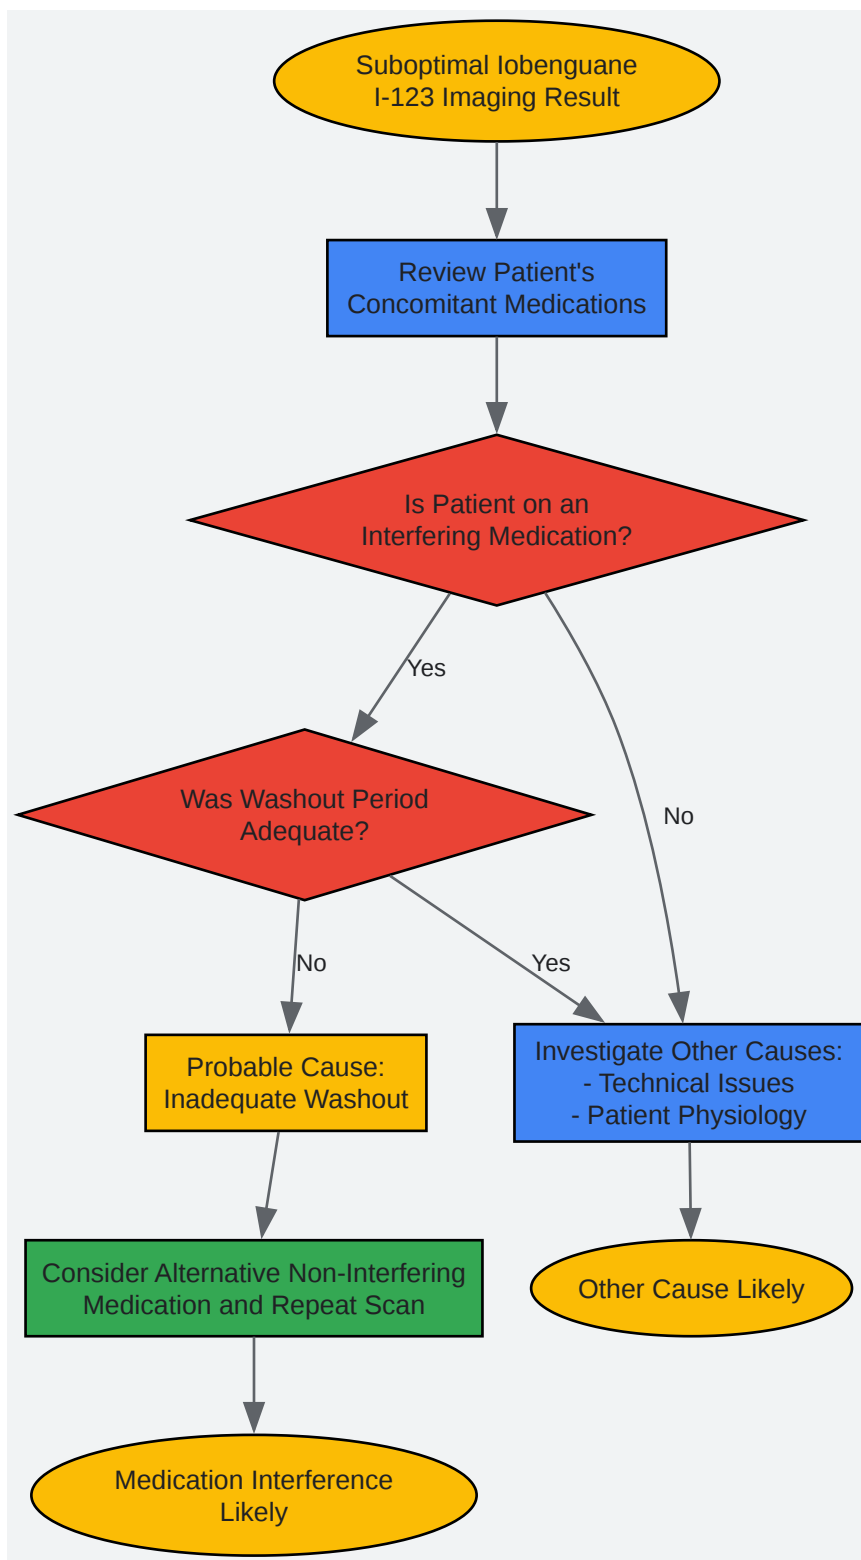 Suboptimal Iobenguane
I-123 Imaging Result
Review Patient's
Concomitant Medications
Is Patient on an
Interfering Medication?
Yes
Was Washout Period
Adequate?
No
No
Yes
Probable Cause:
Inadequate Washout
Investigate Other Causes:
- Technical Issues
- Patient Physiology
Consider Alternative Non-Interfering
Medication and Repeat Scan
Other Cause Likely
Medication Interference
Likely